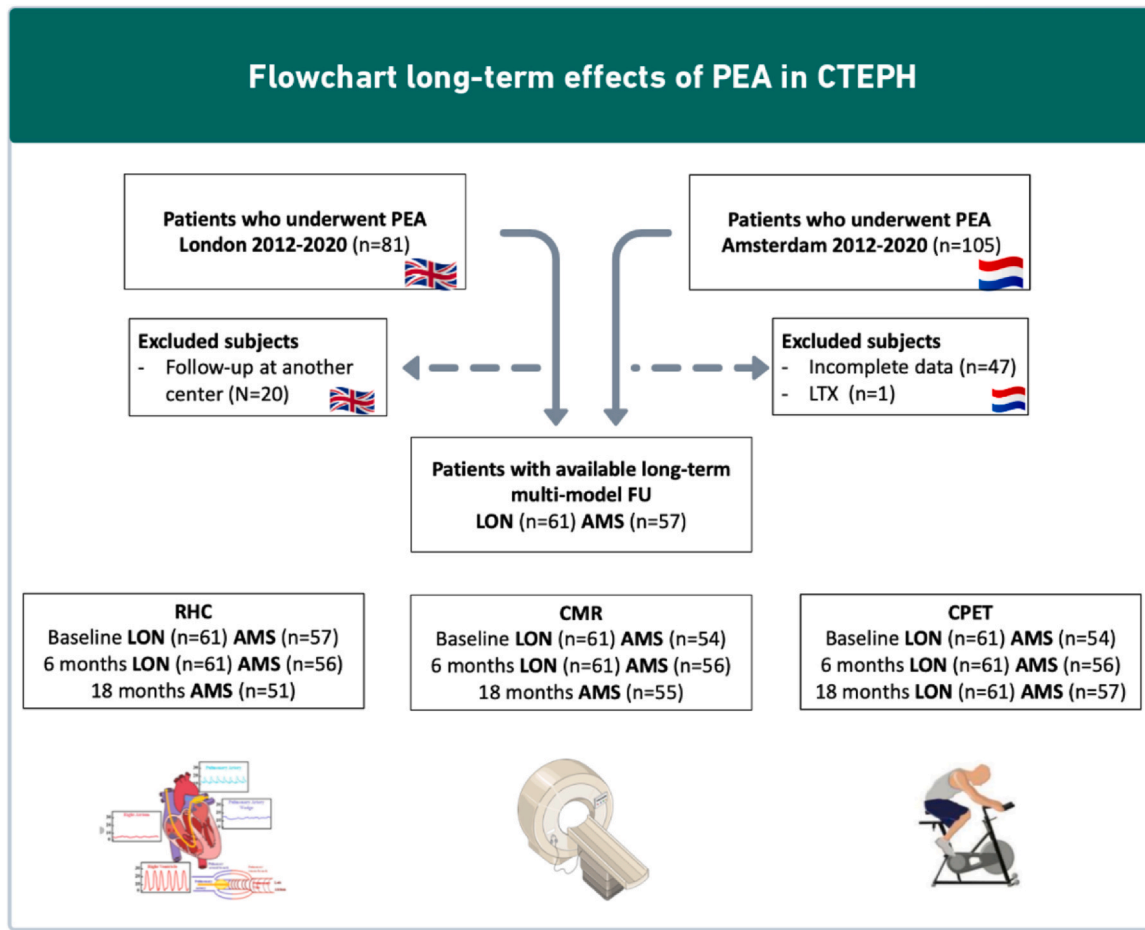 Flowchart long-term effects of PEA in CTEPH
Patients who underwent PEA
London 2012-2020 (n=81)
Patients who underwent PEA
Amsterdam 2012-2020 (n=105)
Excluded subjects
- Follow-up at another
center (N=20)
Excluded subjects
- Incomplete data (n=47)
- LTX (n=1)
Patients with available long-term
multi-model FU
LON (n=61) AMS (n=57)
RHC
Baseline LON (n=61) AMS (n=57)
6 months LON (n=61) AMS (n=56)
18 months AMS (n=51)
CMR
Baseline LON (n=61) AMS (n=54)
6 months LON (n=61) AMS (n=56)
18 months AMS (n=55)
CPET
Baseline LON (n=61) AMS (n=54)
6 months LON (n=61) AMS (n=56)
18 months LON (n=61) AMS (n=57)
Pulmonary Artery
Pulmonary Artery
Wedge